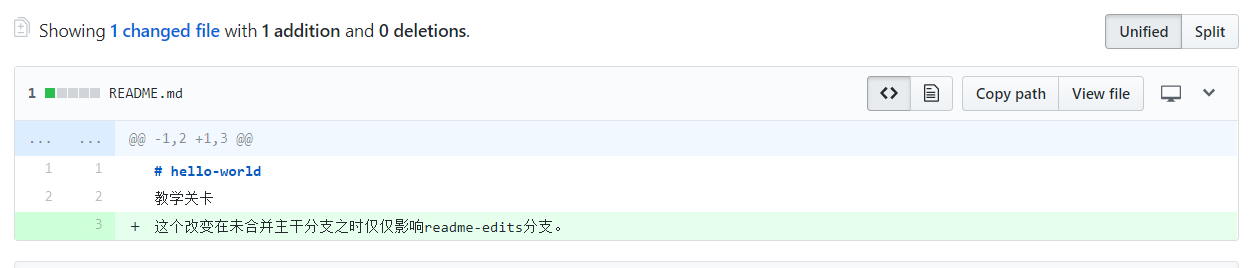 Showing 1 changed file with 1 addition and 0 deletions.
Unified Split
1 README.md
Copy path View file
... ... @@ -1,2 +1,3 @@
1 1 # hello-world
2 2 教学关卡
3 + 这个改变在未合并主干分支之时仅仅影响readme-edits分支。